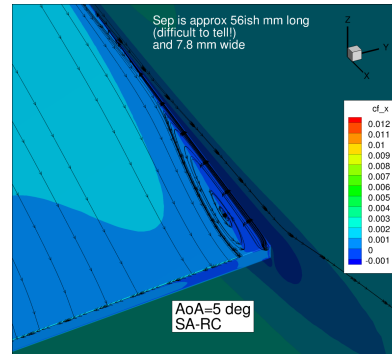 Sep is approx 56ish mm long
(difficult to tell!)
and 7.8 mm wide
Z
Y
X
cf_x
0.012
0.011
0.01
0.009
0.008
0.007
0.006
0.005
0.004
0.003
0.002
0.001
0
-0.001
AoA=5 deg
SA-RC